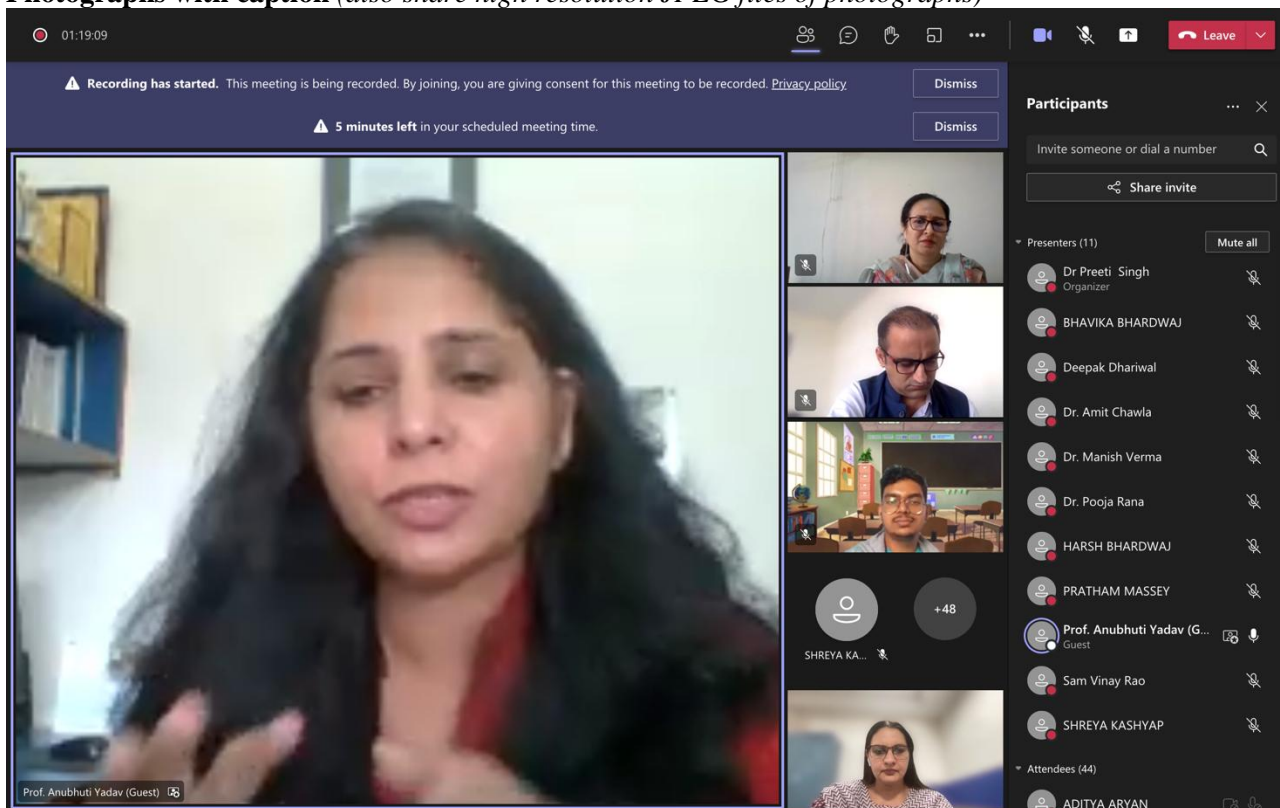 Photographs with caption (also share high resolution JPEG files of photographs)
01:19:09
Leave
Recording has started. This meeting is being recorded. By joining, you are giving consent for this meeting to be recorded. Privacy policy
Dismiss
5 minutes left in your scheduled meeting time.
Dismiss
Prof. Anubhuti Yadav (Guest)
SHREYA KA...
+48
Participants
Invite someone or dial a number
Share invite
Presenters (11)
Mute all
Dr Preeti Singh
Organizer
BHAVIKA BHARDWAJ
Deepak Dhariwal
Dr. Amit Chawla
Dr. Manish Verma
Dr. Pooja Rana
HARSH BHARDWAJ
PRATHAM MASSEY
Prof. Anubhuti Yadav (G...
Guest
Sam Vinay Rao
SHREYA KASHYAP
Attendees (44)
ADITYA ARYAN